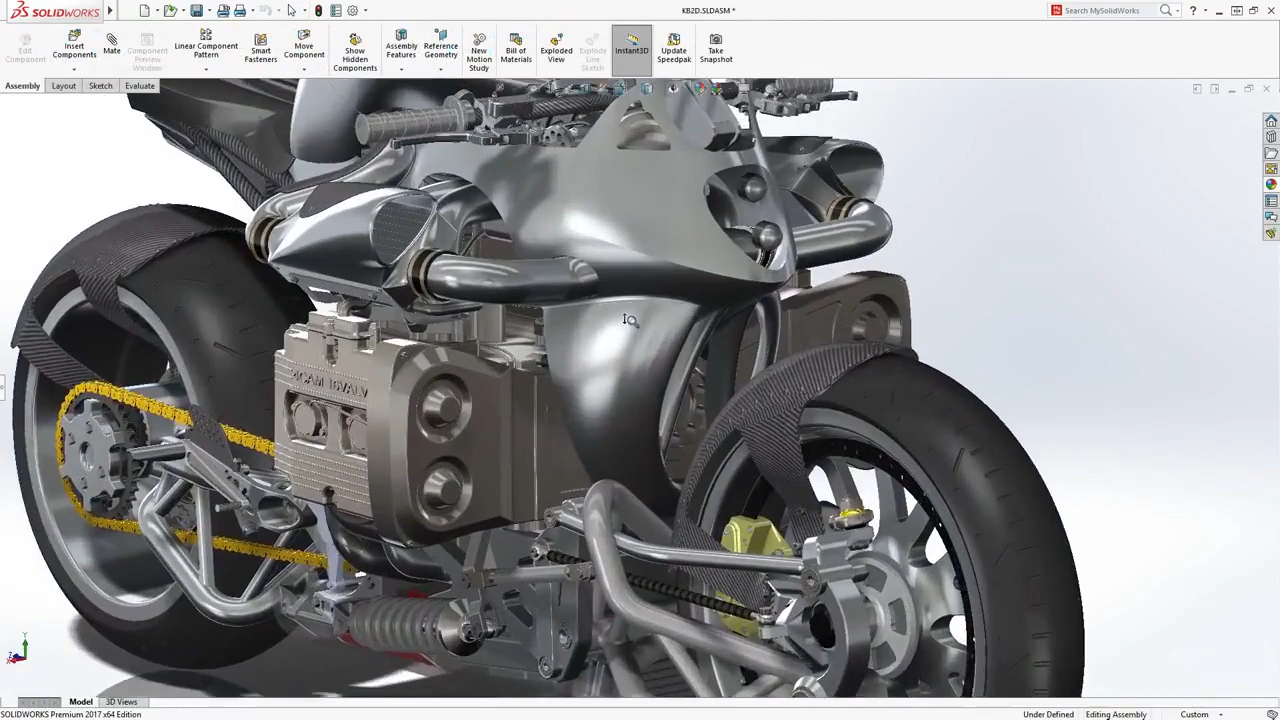 SOLIDWORKS
KB2D.SLDASM *
Search MySolidWorks
Edit Component
Insert Components
Mate
Component Preview Window
Linear Component Pattern
Smart Fasteners
Move Component
Show Hidden Components
Assembly Features
Reference Geometry
New Motion Study
Bill of Materials
Exploded View
Explode Line Sketch
Instant3D
Update Speedpak
Take Snapshot
Assembly Layout Sketch Evaluate
4CAM 16VALV
Model 3D Views
SOLIDWORKS Premium 2017 x64 Edition
Under Defined Editing Assembly Custom